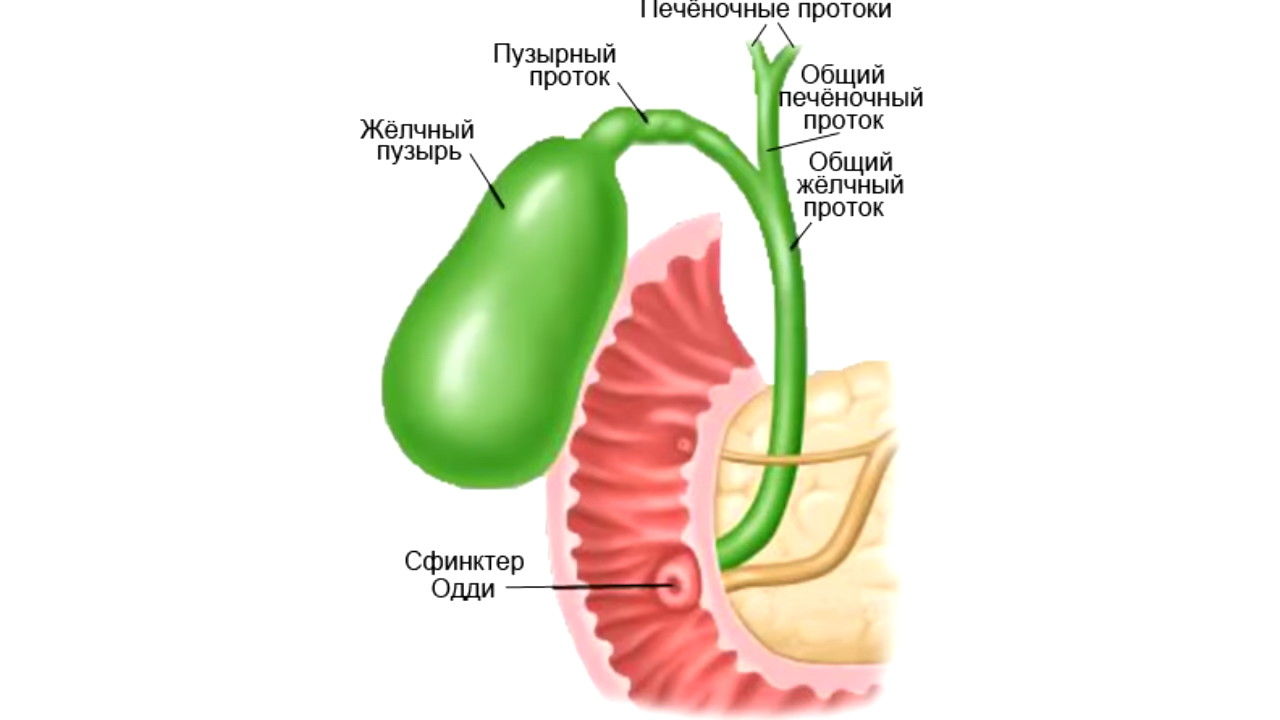 Печёночные протоки
Пузырный
проток
Общий
печёночный
проток
Жёлчный
пузырь
Общий
жёлчный
проток
Сфинктер
Одди